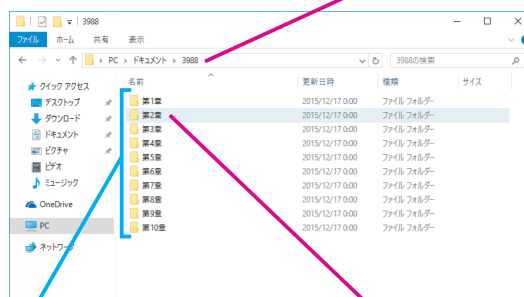 3988
ファイル ホーム 共有 表示
PC > ドキュメント > 3988
3988の検索
名前 更新日時 種類 サイズ
クイック アクセス
デスクトップ
ダウンロード
ドキュメント
ピクチャ
ビデオ
ミュージック
OneDrive
PC
ネットワーク
第1章 2015/12/17 0:00 ファイル フォルダー
第2章 2015/12/17 0:00 ファイル フォルダー
第3章 2015/12/17 0:00 ファイル フォルダー
第4章 2015/12/17 0:00 ファイル フォルダー
第5章 2015/12/17 0:00 ファイル フォルダー
第6章 2015/12/17 0:00 ファイル フォルダー
第7章 2015/12/17 0:00 ファイル フォルダー
第8章 2015/12/17 0:00 ファイル フォルダー
第9章 2015/12/17 0:00 ファイル フォルダー
第10章 2015/12/17 0:00 ファイル フォルダー